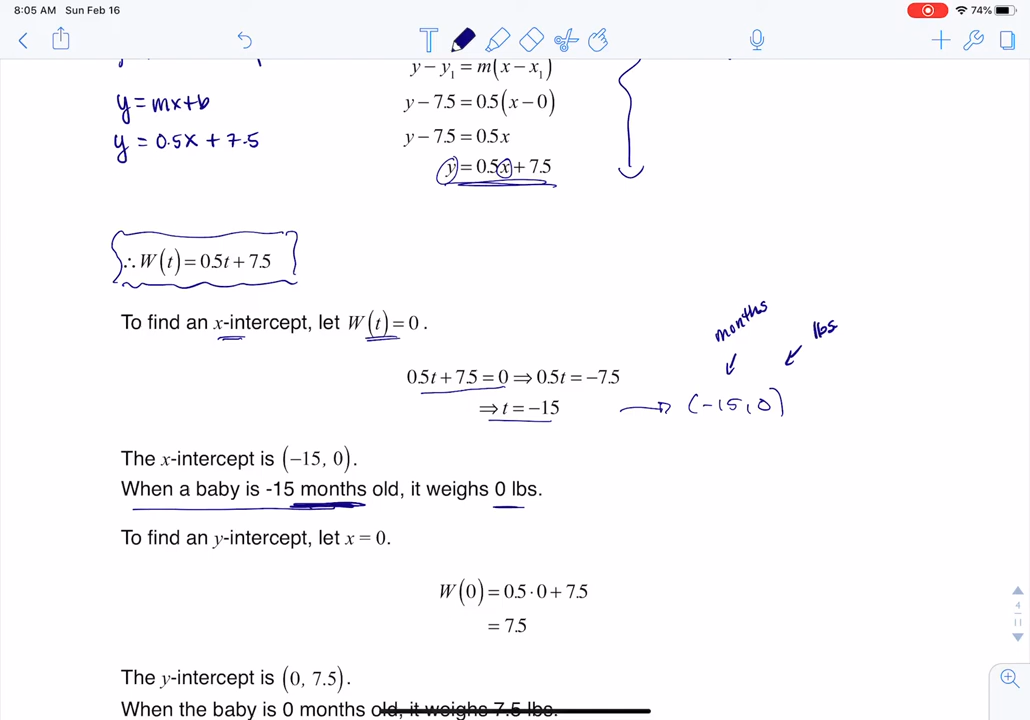 8:05 AM Sun Feb 16 74%
T
y − y₁ = m(x − x₁)
y = mx+b
y − 7.5 = 0.5(x − 0)
y = 0.5x + 7.5
y − 7.5 = 0.5x
y = 0.5x + 7.5
∴ W(t) = 0.5t + 7.5
To find an x-intercept, let W(t) = 0.
months
lbs
0.5t + 7.5 = 0 ⇒ 0.5t = −7.5
⇒ t = −15 → (−15, 0)
The x-intercept is (−15, 0).
When a baby is -15 months old, it weighs 0 lbs.
To find an y-intercept, let x = 0.
W(0) = 0.5 · 0 + 7.5
= 7.5
4
11
The y-intercept is (0, 7.5).
When the baby is 0 months old, it weighs 7.5 lbs.